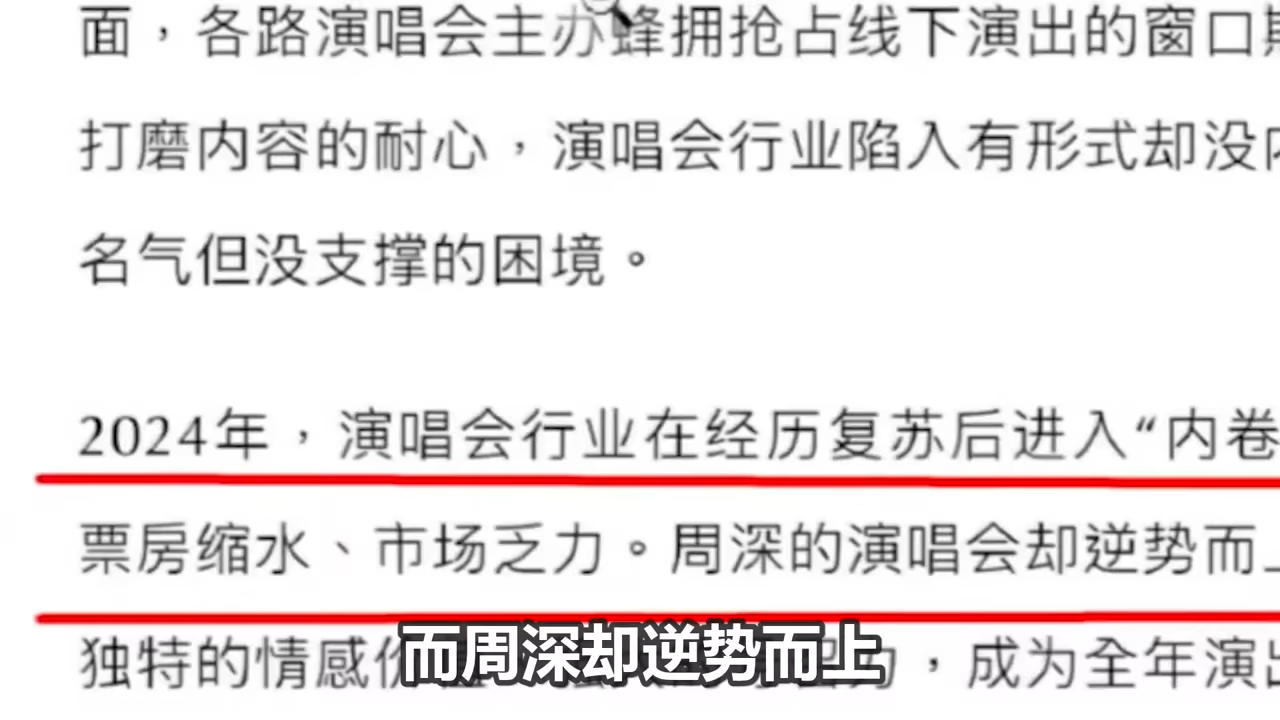 面，各路演唱会主办蜂拥抢占线下演出的窗口
打磨内容的耐心，演唱会行业陷入有形式却没
名气但没支撑的困境。
2024年，演唱会行业在经历复苏后进入“内卷
票房缩水、市场乏力。周深的演唱会却逆势而
独特的情感
，成为全年演
而周深却逆势而上